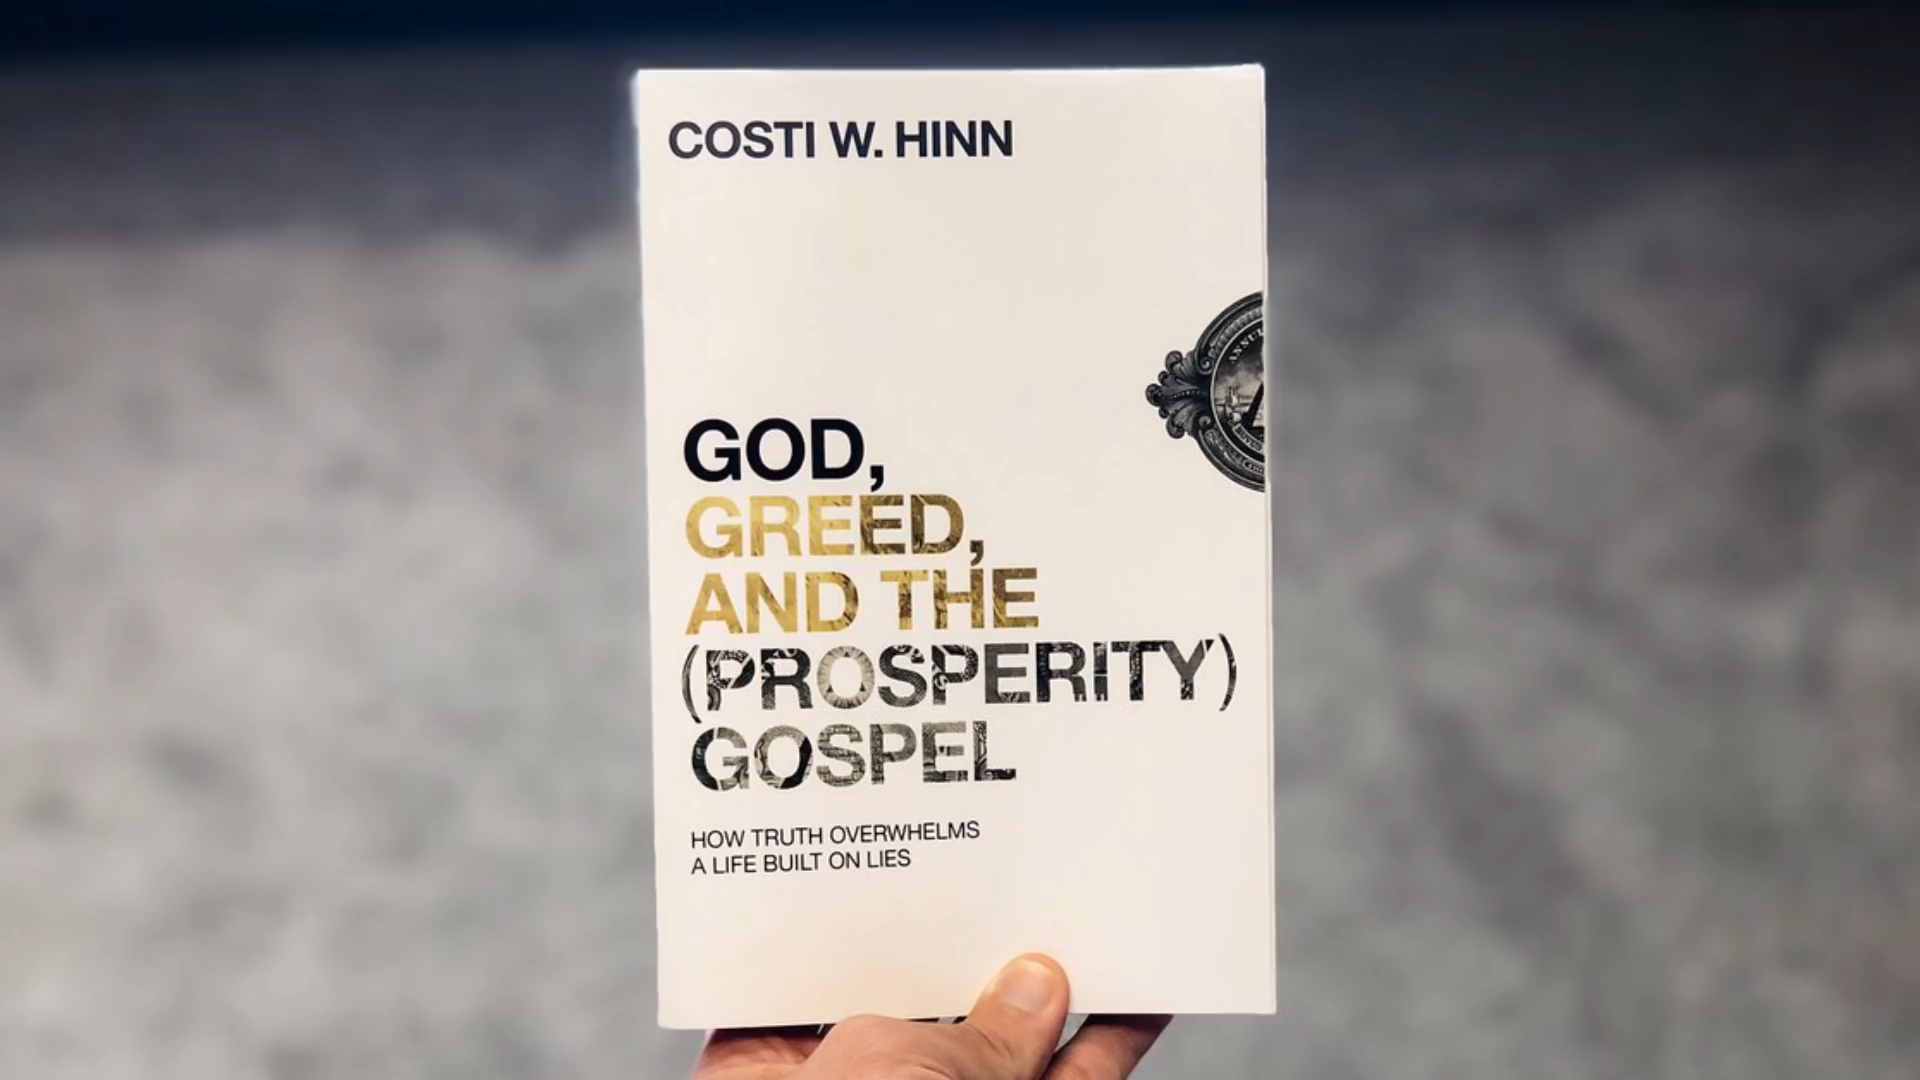 COSTI W. HINN
GOD,
GREED,
AND THE
(PROSPERITY)
GOSPEL
HOW TRUTH OVERWHELMS
A LIFE BUILT ON LIES